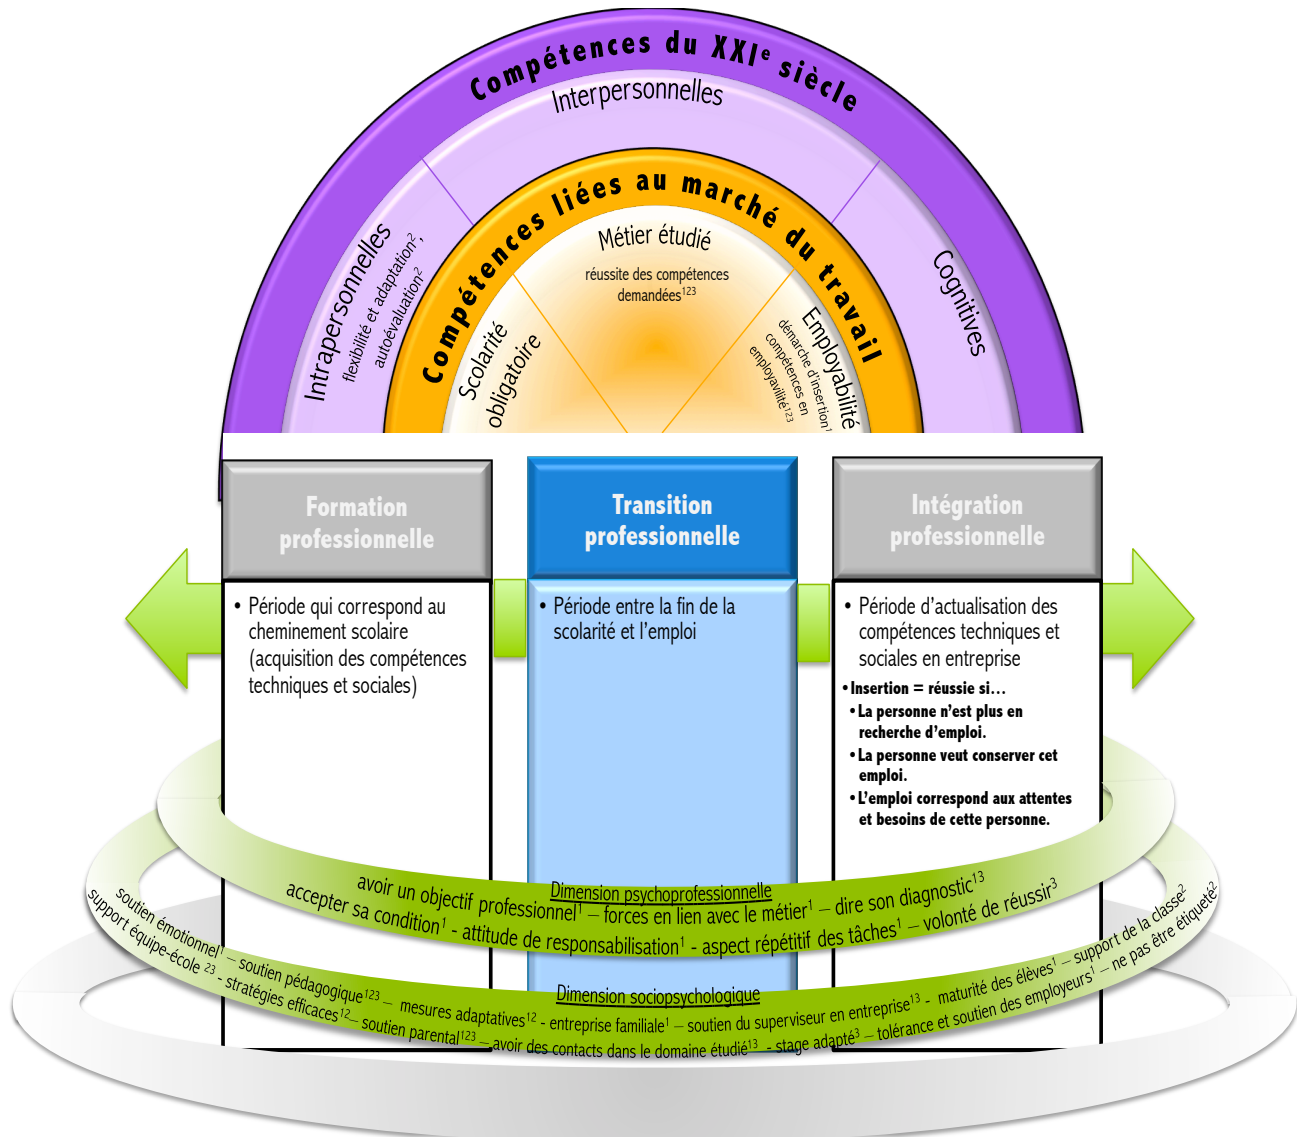 Compétences du XXIe siècle
Interpersonnelles
Intrapersonnelles
flexibilité et adaptation²,
autoévaluation²
Cognitives
Compétences liées au marché du travail
Métier étudié
réussite des compétences
demandées¹²³
Scolarité
obligatoire
Employabilité
démarche d'insertion¹
compétences en
employavilité¹²³
Formation
professionnelle
Transition
professionnelle
Intégration
professionnelle
• Période qui correspond au
cheminement scolaire
(acquisition des compétences
techniques et sociales)
• Période entre la fin de la
scolarité et l'emploi
• Période d'actualisation des
compétences techniques et
sociales en entreprise
•Insertion = réussie si…
•La personne n'est plus en
recherche d'emploi.
•La personne veut conserver cet
emploi.
•L'emploi correspond aux attentes
et besoins de cette personne.
Dimension psychoprofessionnelle
avoir un objectif professionnel¹ – forces en lien avec le métier¹ – dire son diagnostic¹³
accepter sa condition¹ - attitude de responsabilisation¹ - aspect répétitif des tâches¹ – volonté de réussir³
Dimension sociopsychologique
soutien émotionnel¹ – soutien pédagogique¹²³ – mesures adaptatives¹² - entreprise familiale¹ – soutien du superviseur en entreprise¹³ - maturité des élèves¹ – support de la classe²
support équipe-école ²³ - stratégies efficaces¹²– soutien parental¹²³ – avoir des contacts dans le domaine étudié¹³ - stage adapté³ – tolérance et soutien des employeurs¹ – ne pas être étiqueté²